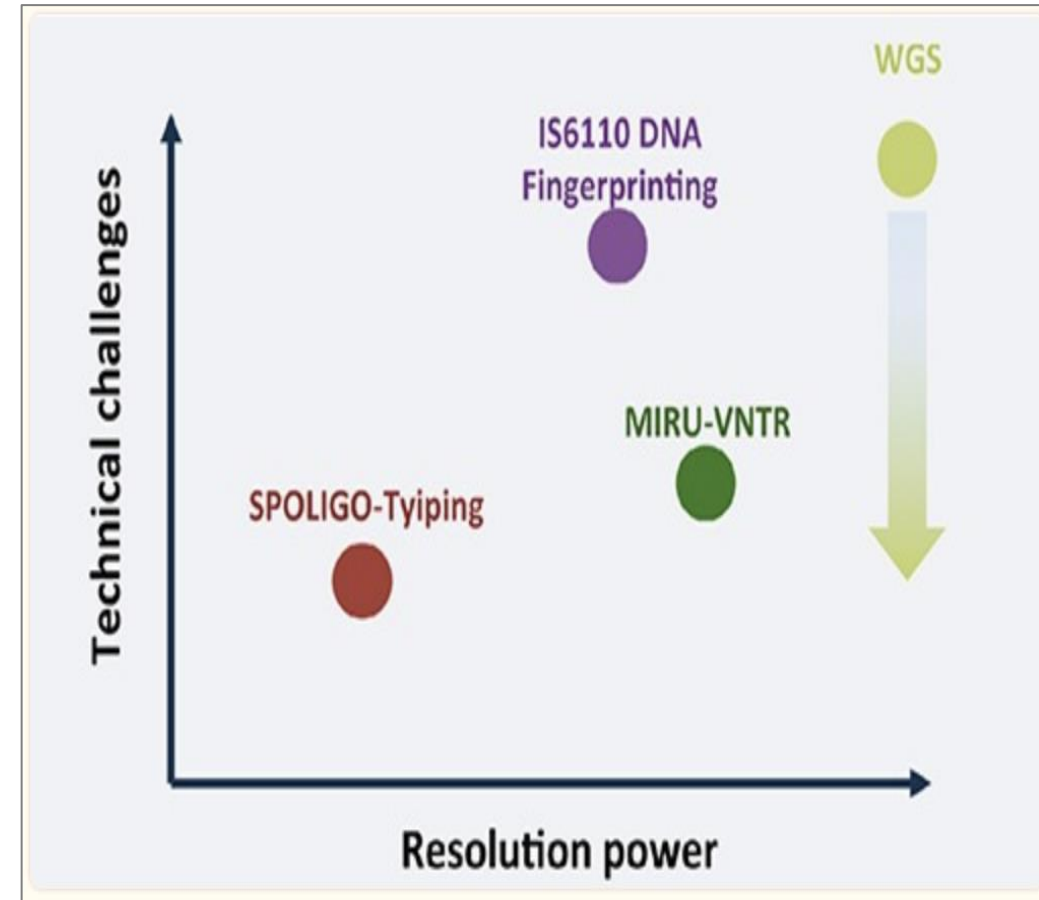 WGS
IS6110 DNA
Fingerprinting
MIRU-VNTR
SPOLIGO-Tyiping
Technical challenges
Resolution power